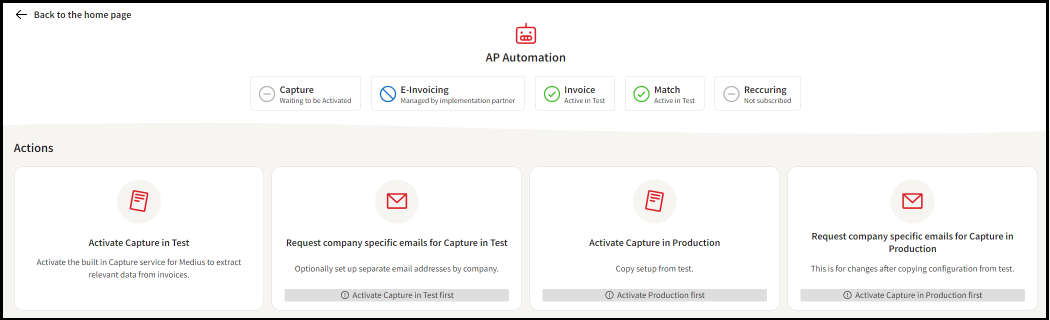 Back to the home page
AP Automation
Capture
Waiting to be Activated
E-Invoicing
Managed by implementation partner
Invoice
Active in Test
Match
Active in Test
Reccuring
Not subscribed
Actions
Activate Capture in Test
Activate the built in Capture service for Medius to extract
relevant data from invoices.
Request company specific emails for Capture in Test
Optionally set up separate email addresses by company.
Activate Capture in Test first
Activate Capture in Production
Copy setup from test.
Activate Production first
Request company specific emails for Capture in
Production
This is for changes after copying configuration from test.
Activate Capture in Production first